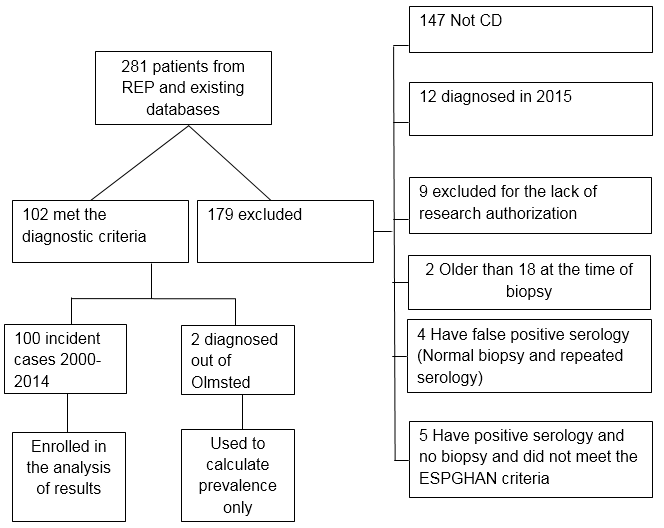 281 patients from
REP and existing
databases
102 met the
diagnostic criteria
179 excluded
100 incident
cases 2000-
2014
2 diagnosed
out of
Olmsted
Enrolled in
the analysis
of results
Used to
calculate
prevalence
only
147 Not CD
12 diagnosed in 2015
9 excluded for the lack of
research authorization
2 Older than 18 at the time of
biopsy
4 Have false positive serology
(Normal biopsy and repeated
serology)
5 Have positive serology and
no biopsy and did not meet the
ESPGHAN criteria